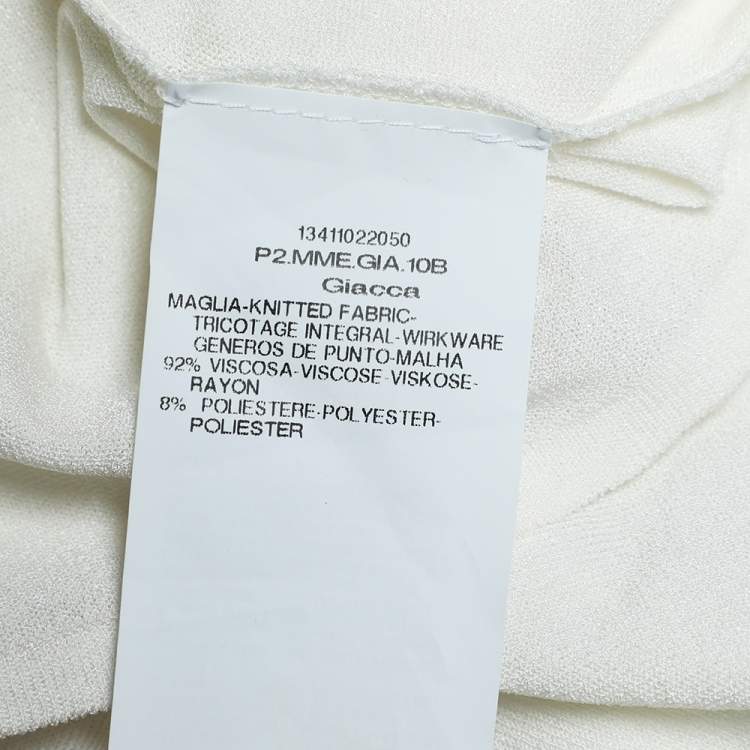 13411022050
P2.MME.GIA.10B
Giacca
MAGLIA-KNITTED FABRIC-
TRICOTAGE INTEGRAL-WIRKWARE
GENEROS DE PUNTO-MALHA
92% VISCOSA-VISCOSE-VISKOSE-
RAYON
8% POLIESTERE-POLYESTER-
POLIESTER